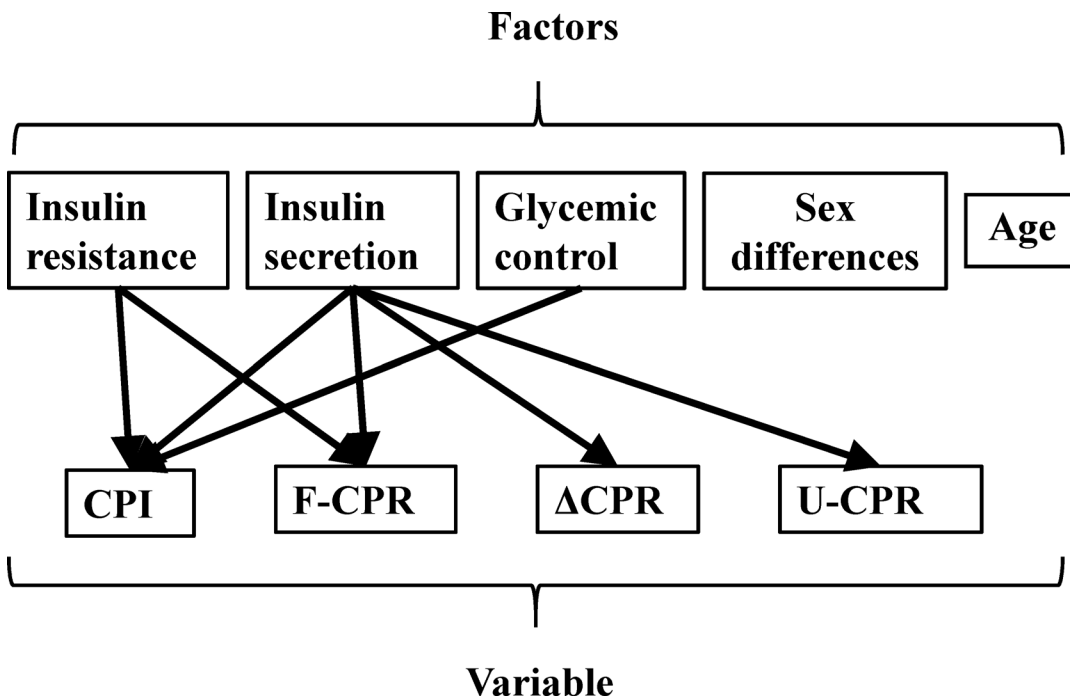 Factors
Insulin
resistance
Insulin
secretion
Glycemic
control
Sex
differences
Age
CPI
F-CPR
ΔCPR
U-CPR
Variable